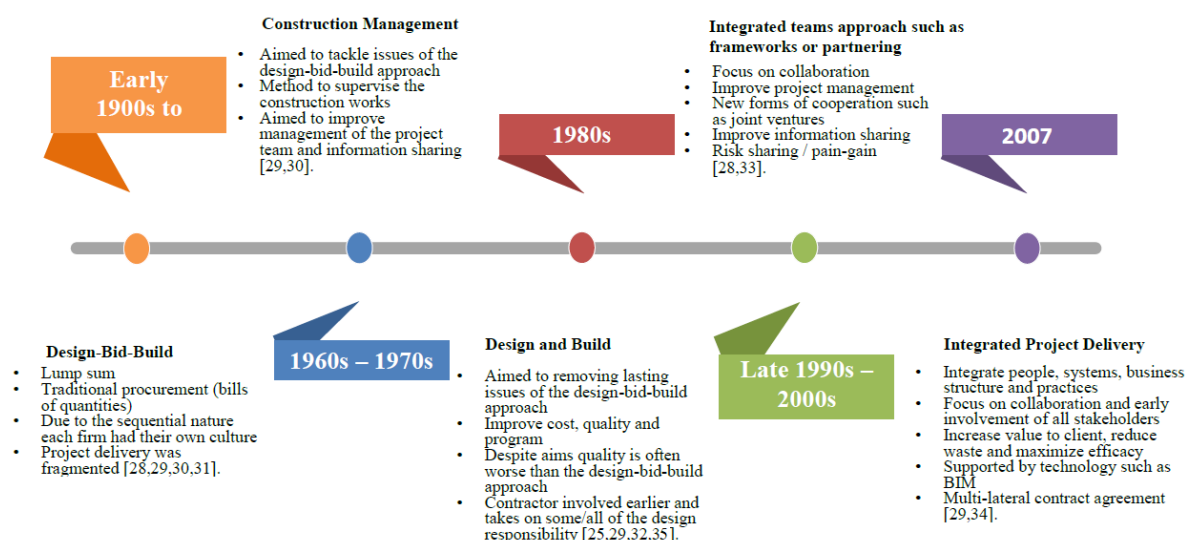 Early
1900s to
Design-Bid-Build
• Lump sum
• Traditional procurement (bills
of quantities)
• Due to the sequential nature
each firm had their own culture
• Project delivery was
fragmented [28,29,30,31].
Construction Management
• Aimed to tackle issues of the
design-bid-build approach
• Method to supervise the
construction works
• Aimed to improve
management of the project
team and information sharing
[29,30].
1960s – 1970s
1980s
Design and Build
• Aimed to removing lasting
issues of the design-bid-build
approach
• Improve cost, quality and
program
• Despite aims quality is often
worse than the design-bid-build
approach
• Contractor involved earlier and
takes on some/all of the design
responsibility [25,29,32,35].
Integrated teams approach such as
frameworks or partnering
• Focus on collaboration
• Improve project management
• New forms of cooperation such
as joint ventures
• Improve information sharing
• Risk sharing / pain-gain
[28,33].
Late 1990s –
2000s
2007
Integrated Project Delivery
• Integrate people, systems, business
structure and practices
• Focus on collaboration and early
involvement of all stakeholders
• Increase value to client, reduce
waste and maximize efficacy
• Supported by technology such as
BIM
• Multi-lateral contract agreement
[29,34].